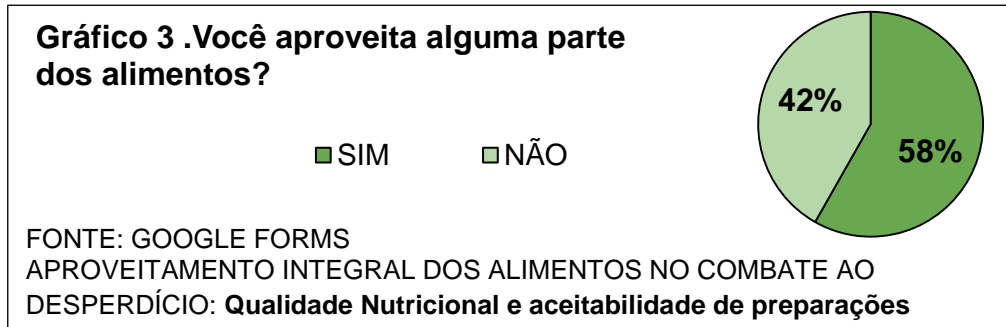 Gráfico 3 .Você aproveita alguma parte
dos alimentos?
SIM NÃO
42%
58%
FONTE: GOOGLE FORMS
APROVEITAMENTO INTEGRAL DOS ALIMENTOS NO COMBATE AO
DESPERDÍCIO: Qualidade Nutricional e aceitabilidade de preparações